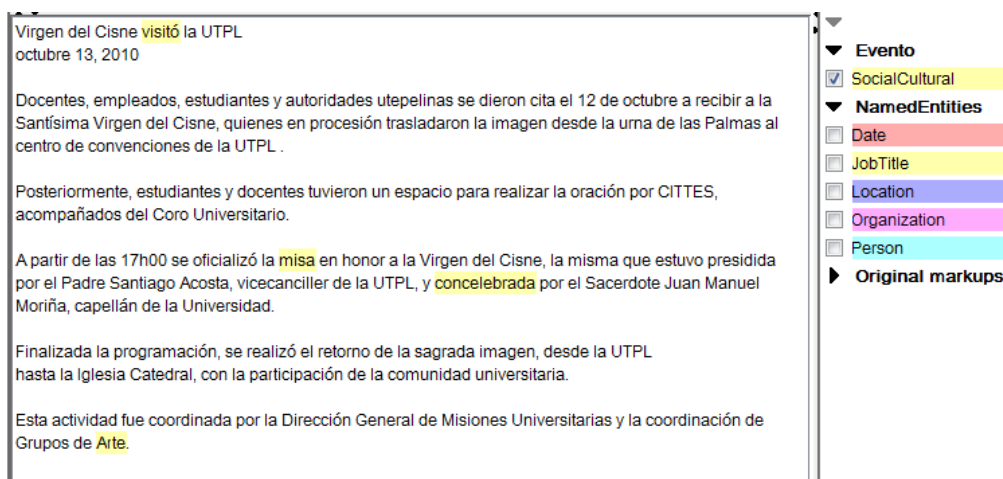 Virgen del Cisne visitó la UTPL
octubre 13, 2010
Docentes, empleados, estudiantes y autoridades utepelinas se dieron cita el 12 de octubre a recibir a la
Santísima Virgen del Cisne, quienes en procesión trasladaron la imagen desde la urna de las Palmas al
centro de convenciones de la UTPL .
Posteriormente, estudiantes y docentes tuvieron un espacio para realizar la oración por CITTES,
acompañados del Coro Universitario.
A partir de las 17h00 se oficializó la misa en honor a la Virgen del Cisne, la misma que estuvo presidida
por el Padre Santiago Acosta, vicecanciller de la UTPL, y concelebrada por el Sacerdote Juan Manuel
Moriña, capellán de la Universidad.
Finalizada la programación, se realizó el retorno de la sagrada imagen, desde la UTPL
hasta la Iglesia Catedral, con la participación de la comunidad universitaria.
Esta actividad fue coordinada por la Dirección General de Misiones Universitarias y la coordinación de
Grupos de Arte.
Evento
SocialCultural
NamedEntities
Date
JobTitle
Location
Organization
Person
Original markups